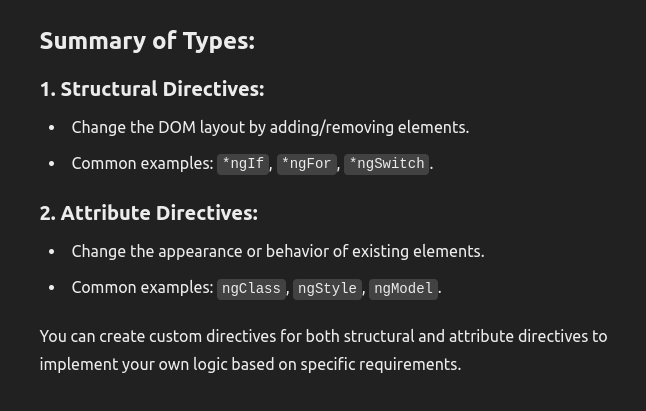 Summary of Types:
1. Structural Directives:
• Change the DOM layout by adding/removing elements.
• Common examples: *ngIf, *ngFor, *ngSwitch.
2. Attribute Directives:
• Change the appearance or behavior of existing elements.
• Common examples: ngClass, ngStyle, ngModel.
You can create custom directives for both structural and attribute directives to
implement your own logic based on specific requirements.